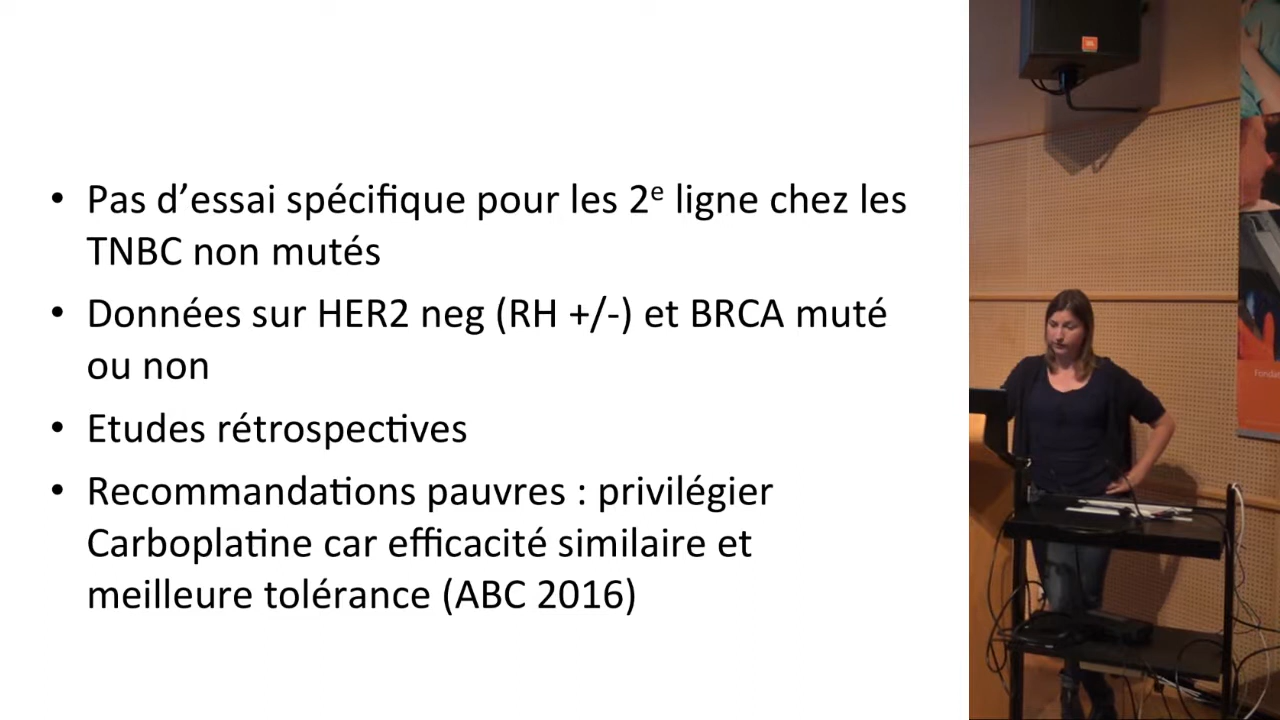 • Pas d’essai spécifique pour les 2e ligne chez les
TNBC non mutés
• Données sur HER2 neg (RH +/-) et BRCA muté
ou non
• Etudes rétrospectives
• Recommandations pauvres : privilégier
Carboplatine car efficacité similaire et
meilleure tolérance (ABC 2016)
JBL